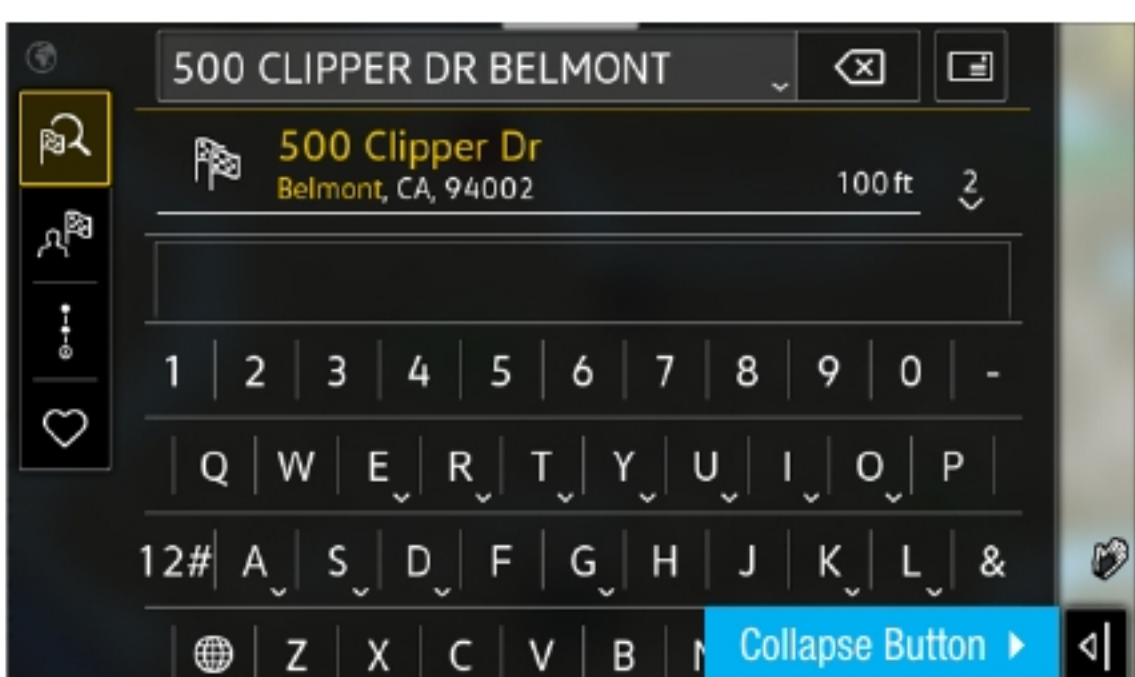 500 CLIPPER DR BELMONT
500 Clipper Dr
Belmont, CA, 94002
100 ft
2
1 2 3 4 5 6 7 8 9 0 -
Q W E R T Y U I O P
12# A S D F G H J K L &
Z X C V B
Collapse Button